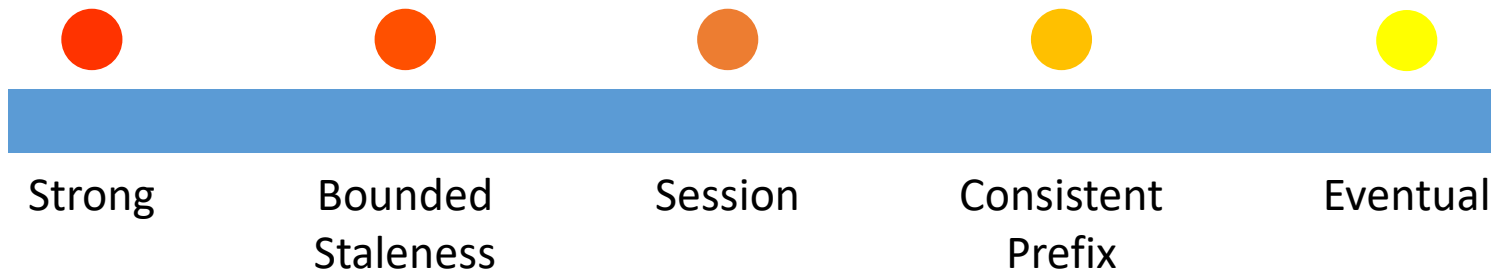 Strong
Bounded
Staleness
Session
Consistent
Prefix
Eventual